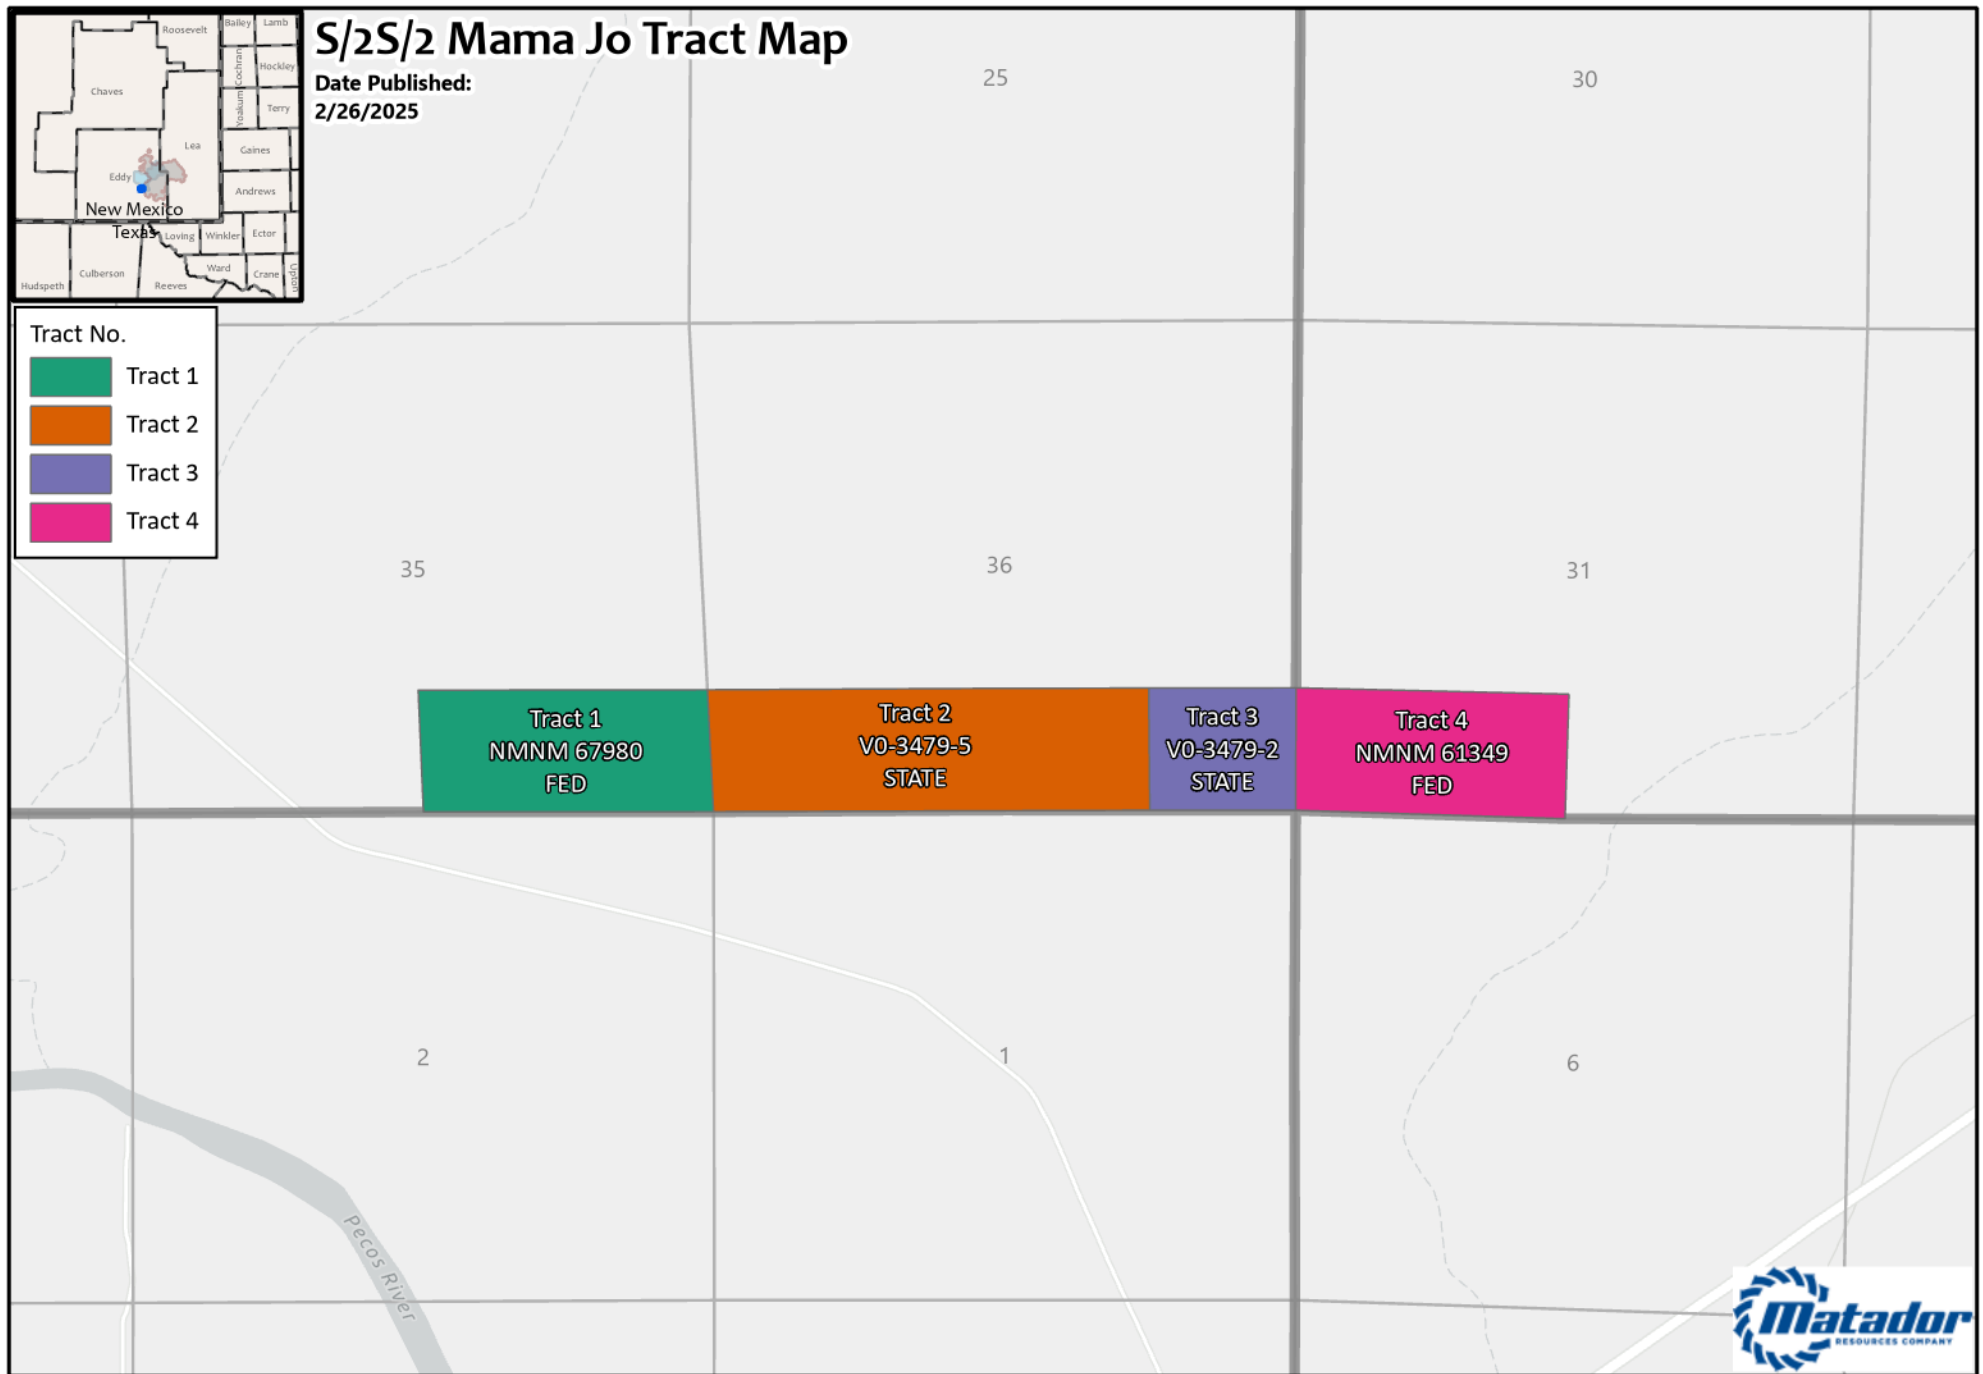 S/2S/2 Mama Jo Tract Map
Date Published:
2/26/2025
Roosevelt
Bailey
Lamb
Chaves
Cochran
Hockley
Yoakum
Terry
Lea
Gaines
Eddy
Andrews
New Mexico
Texas
Loving
Winkler
Ector
Hudspeth
Culberson
Reeves
Ward
Crane
Upton
Tract No.
Tract 1
Tract 2
Tract 3
Tract 4
25
30
35
36
31
Tract 1
NMNM 67980
FED
Tract 2
V0-3479-5
STATE
Tract 3
V0-3479-2
STATE
Tract 4
NMNM 61349
FED
2
1
6
Pecos River
Matador
RESOURCES COMPANY